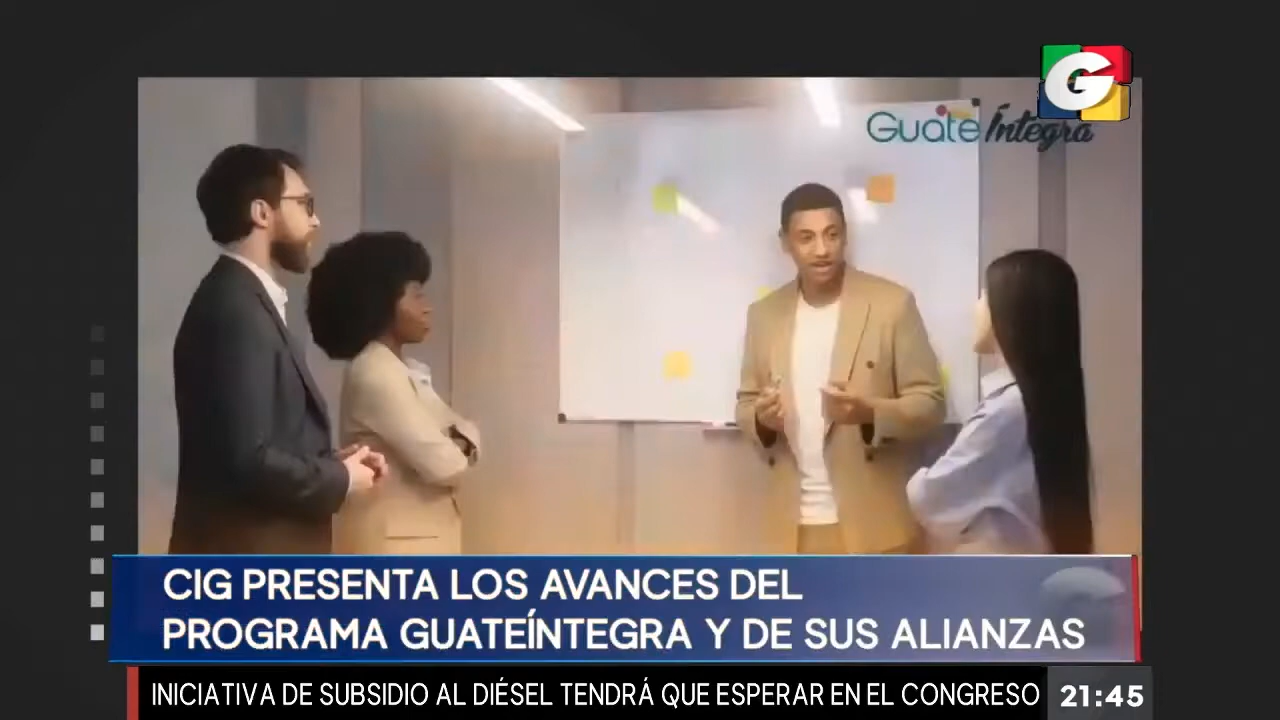 G
Guate Íntegra
CIG PRESENTA LOS AVANCES DEL
PROGRAMA GUATEÍNTEGRA Y DE SUS ALIANZAS
INICIATIVA DE SUBSIDIO AL DIÉSEL TENDRÁ QUE ESPERAR EN EL CONGRESO
21:45